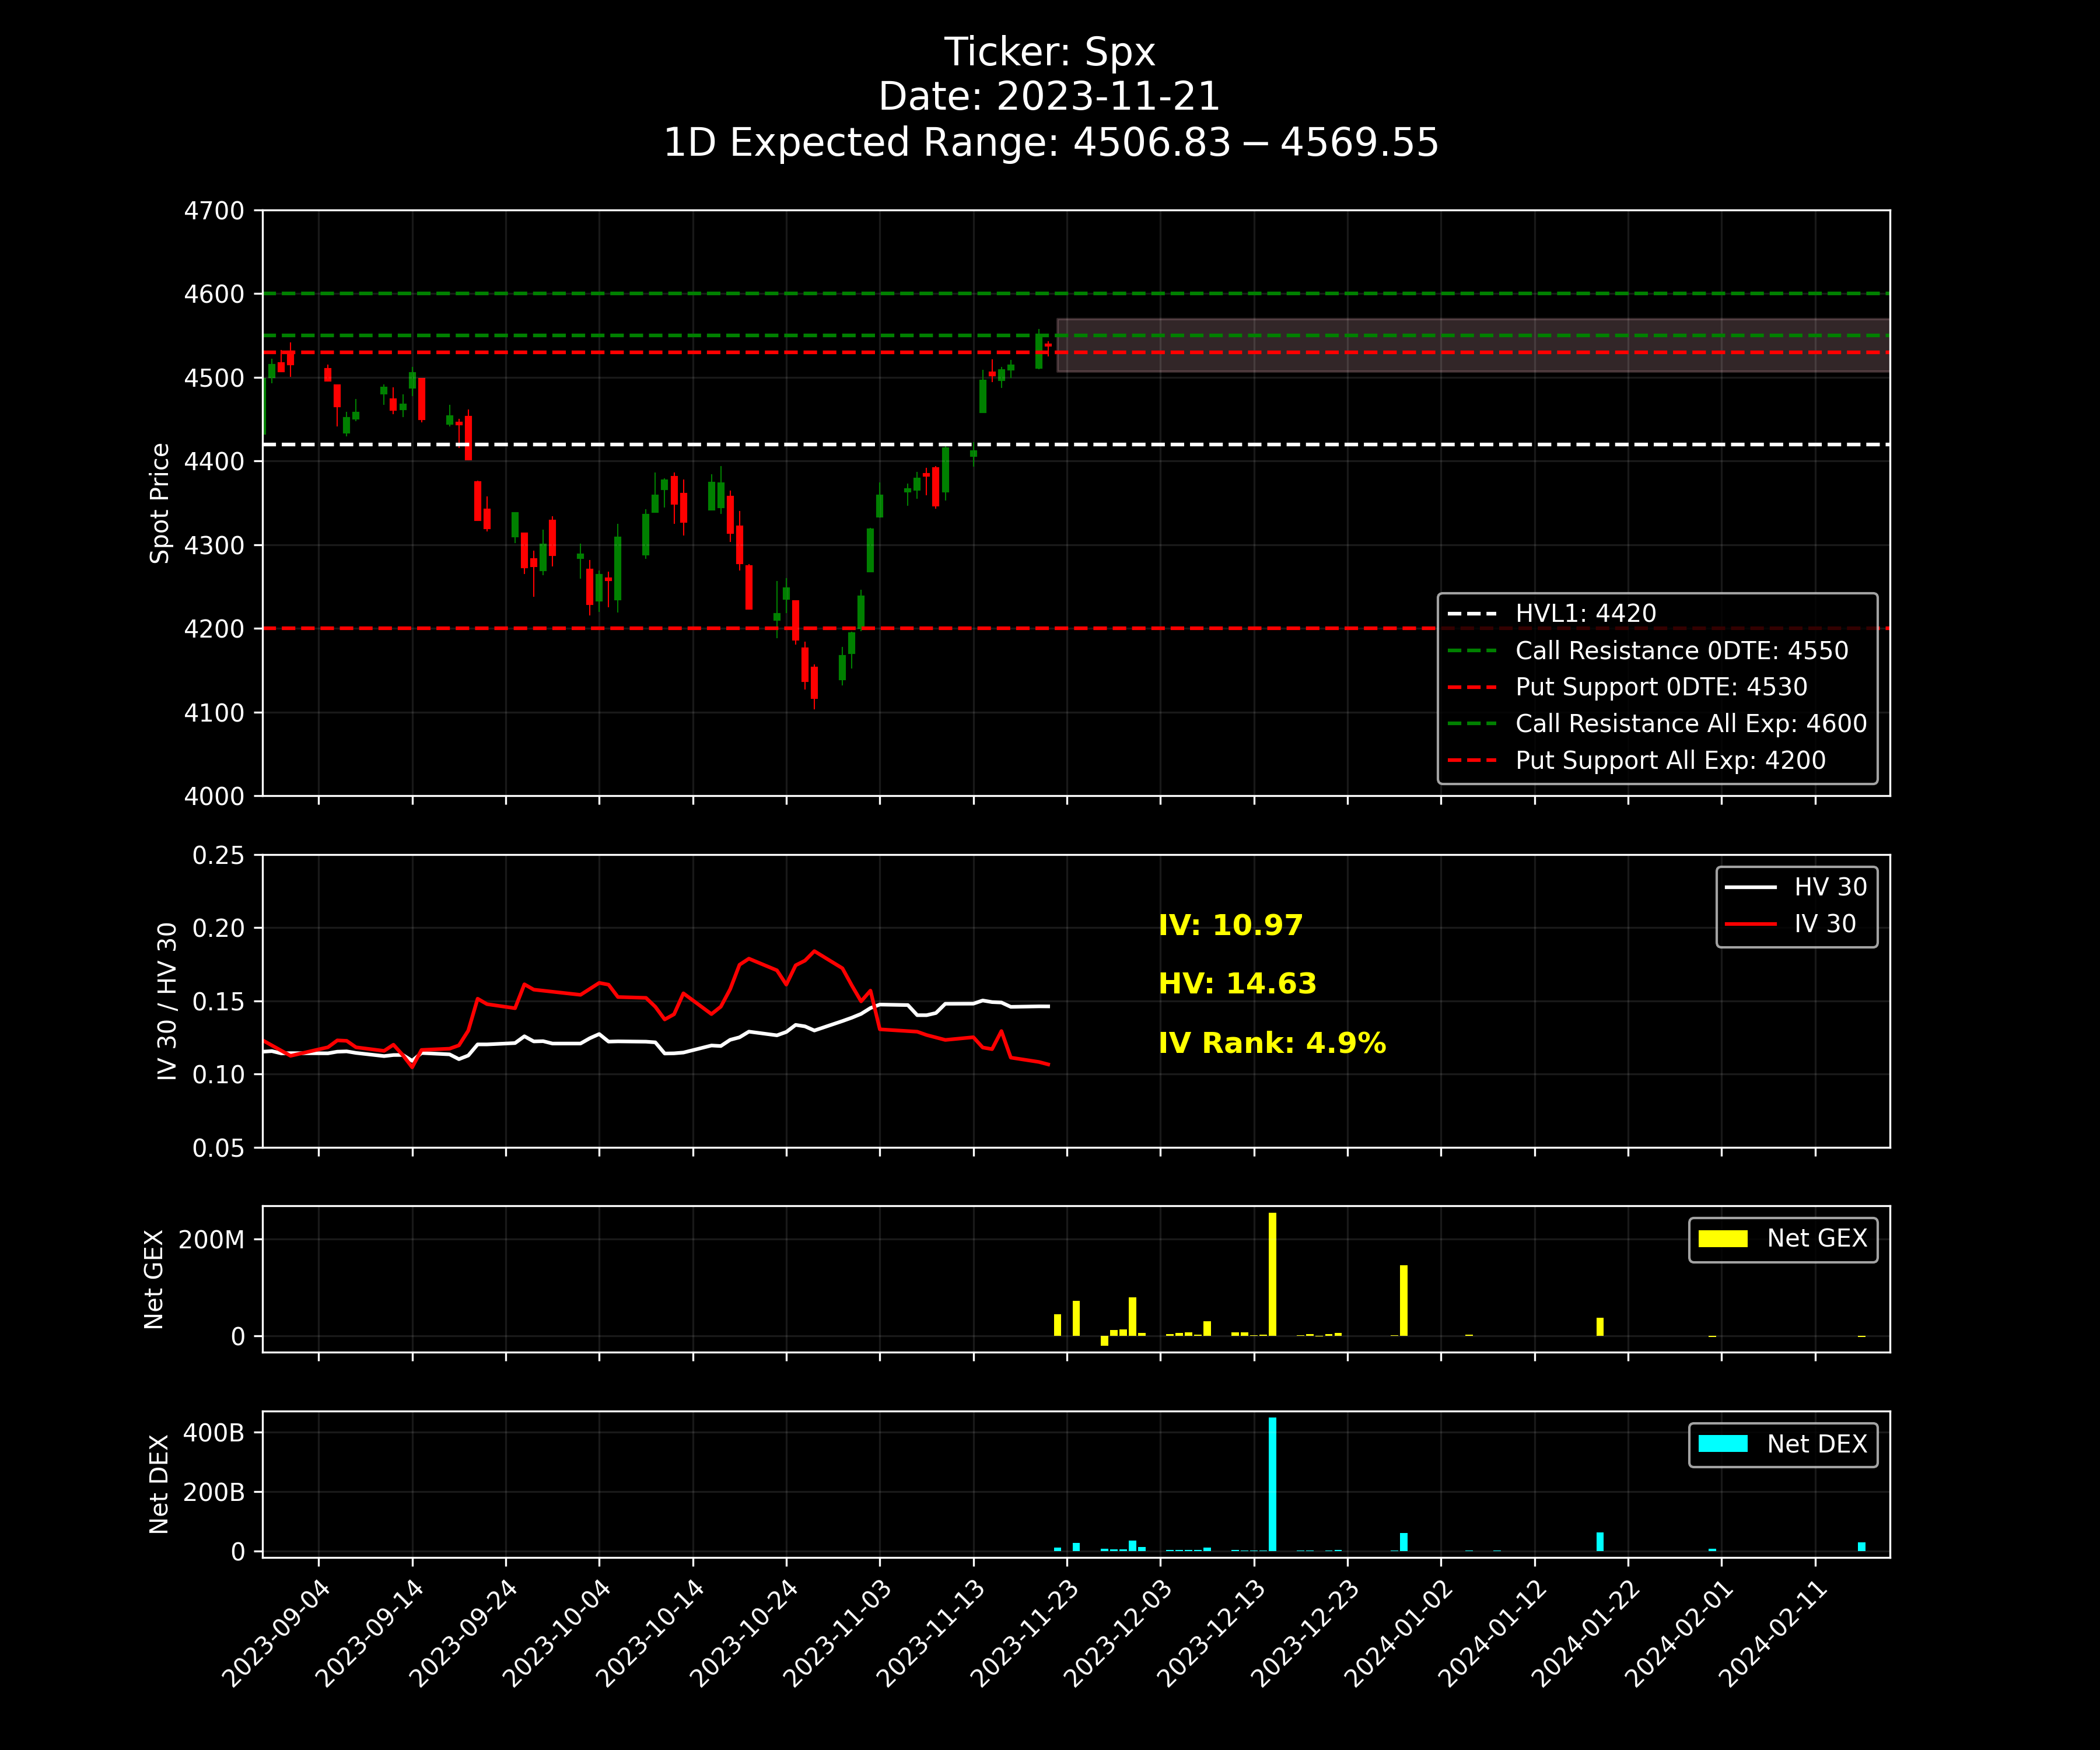 Ticker: Spx
Date: 2023-11-21
1D Expected Range: 4506.83 − 4569.55
4700
4600
4500
4400
4300
4200
4100
4000
Spot Price
HVL1: 4420
Call Resistance 0DTE: 4550
Put Support 0DTE: 4530
Call Resistance All Exp: 4600
Put Support All Exp: 4200
0.25
0.20
0.15
0.10
0.05
IV 30 / HV 30
IV: 10.97
HV: 14.63
IV Rank: 4.9%
HV 30
IV 30
200M
0
Net GEX
Net GEX
400B
200B
0
Net DEX
Net DEX
2023-09-04
2023-09-14
2023-09-24
2023-10-04
2023-10-14
2023-10-24
2023-11-03
2023-11-13
2023-11-23
2023-12-03
2023-12-13
2023-12-23
2024-01-02
2024-01-12
2024-01-22
2024-02-01
2024-02-11